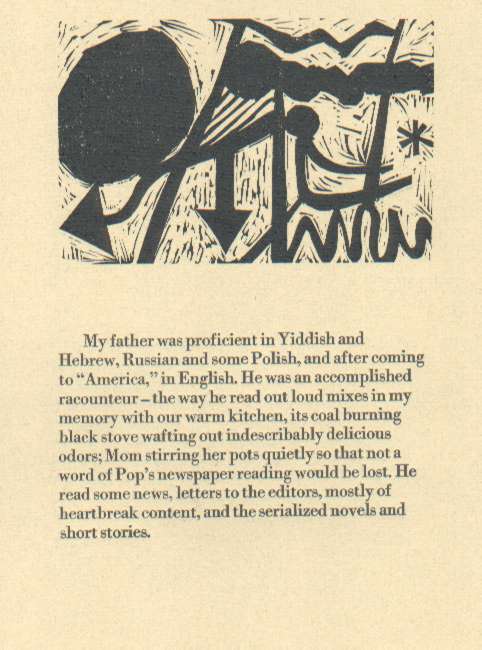 My father was proficient in Yiddish and
Hebrew, Russian and some Polish, and after coming
to “America,” in English. He was an accomplished
racounteur – the way he read out loud mixes in my
memory with our warm kitchen, its coal burning
black stove wafting out indescribably delicious
odors; Mom stirring her pots quietly so that not a
word of Pop’s newspaper reading would be lost. He
read some news, letters to the editors, mostly of
heartbreak content, and the serialized novels and
short stories.